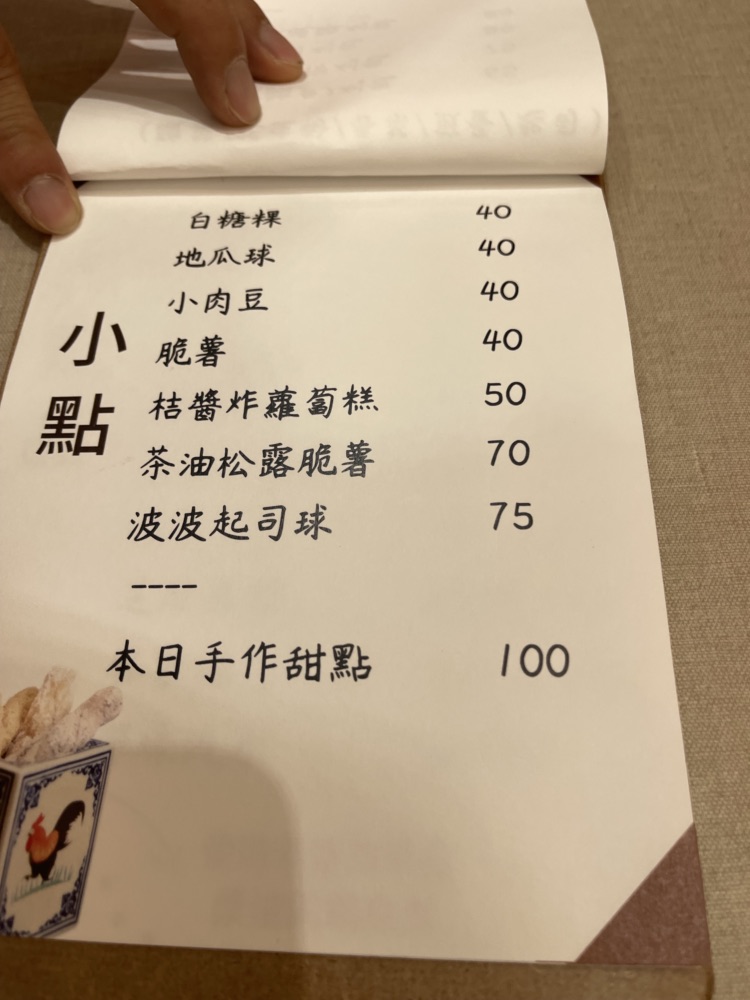 小點
白糖粿 40
地瓜球 40
小肉豆 40
脆薯 40
桔醬炸蘿蔔糕 50
茶油松露脆薯 70
波波起司球 75
----
本日手作甜點 100